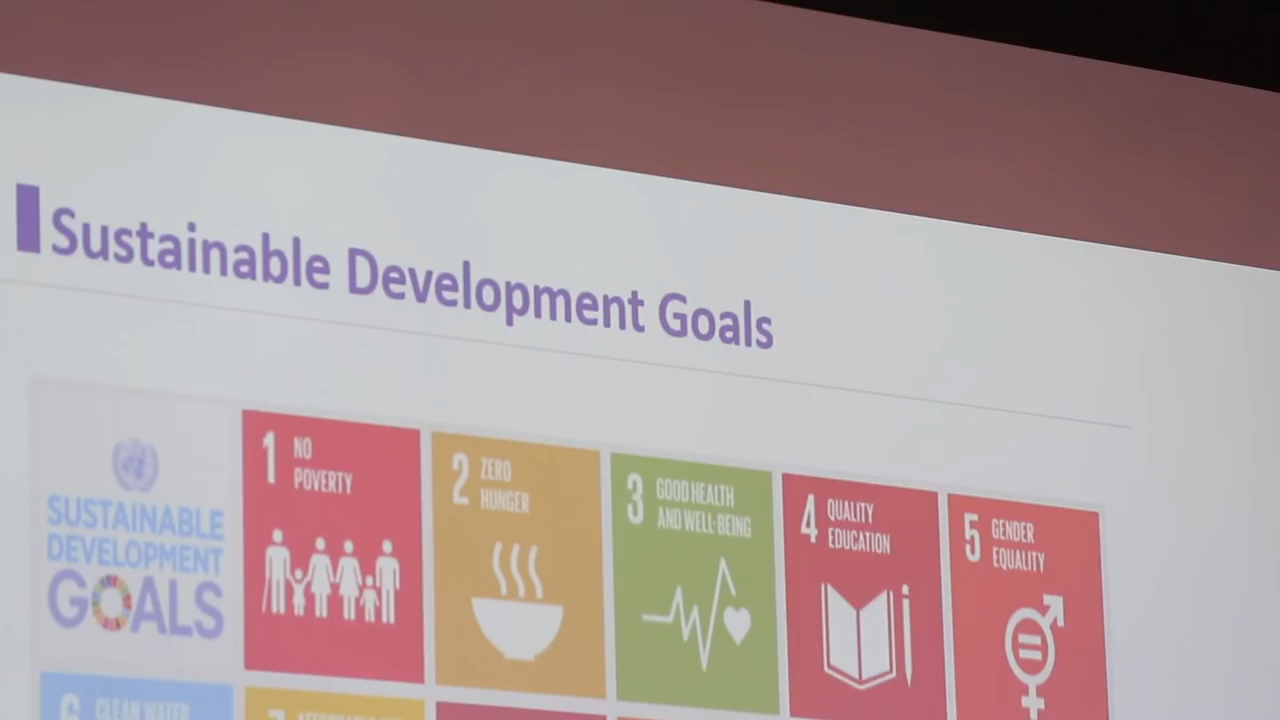 Sustainable Development Goals
SUSTAINABLE
DEVELOPMENT
GOALS
1 NO
POVERTY
2 ZERO
HUNGER
3 GOOD HEALTH
AND WELL-BEING
4 QUALITY
EDUCATION
5 GENDER
EQUALITY
6 CLEAN WATER
7